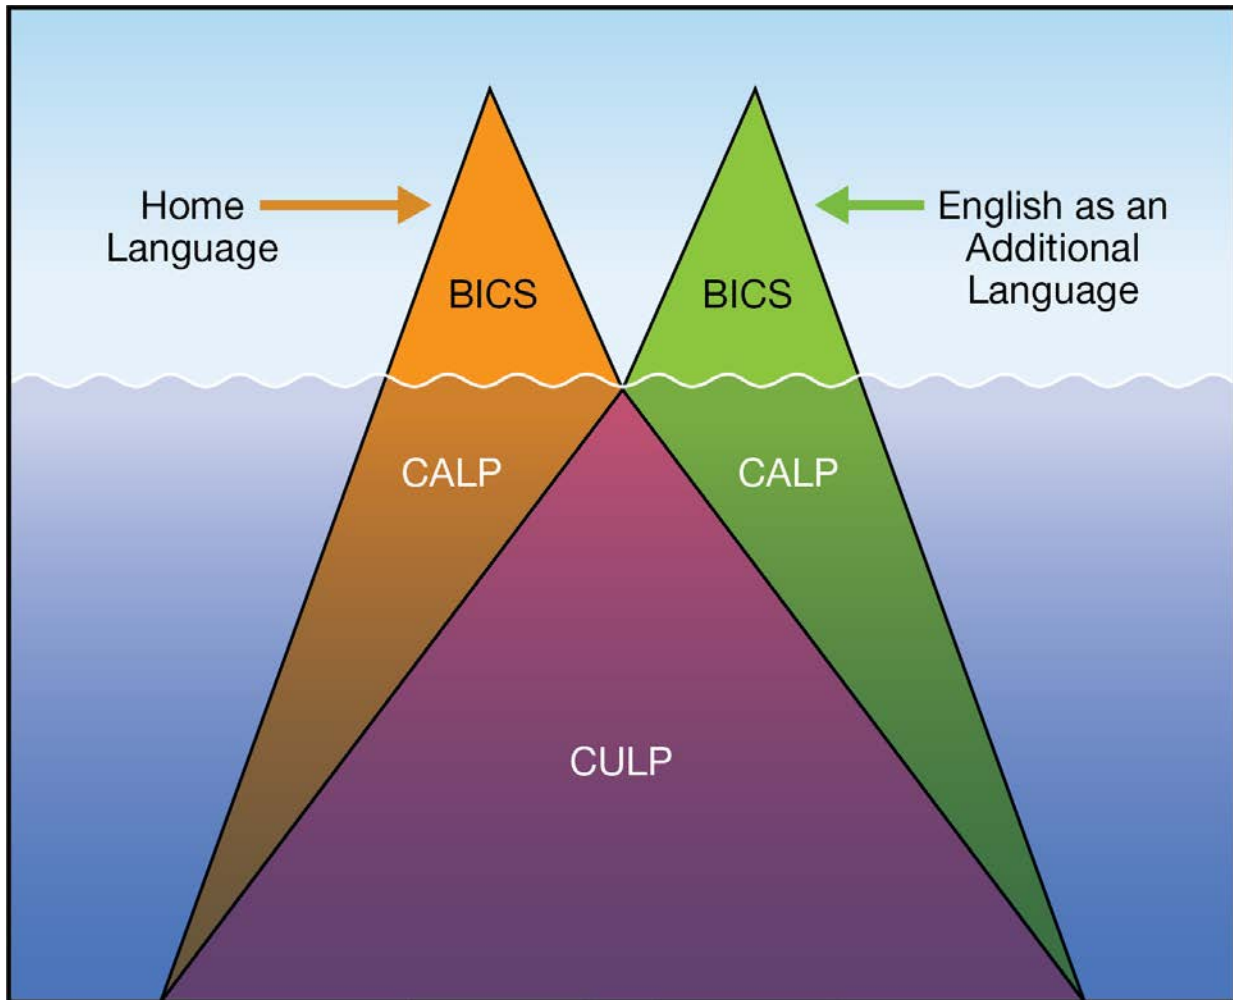 Home
Language
English as an
Additional
Language
BICS
BICS
CALP
CALP
CULP